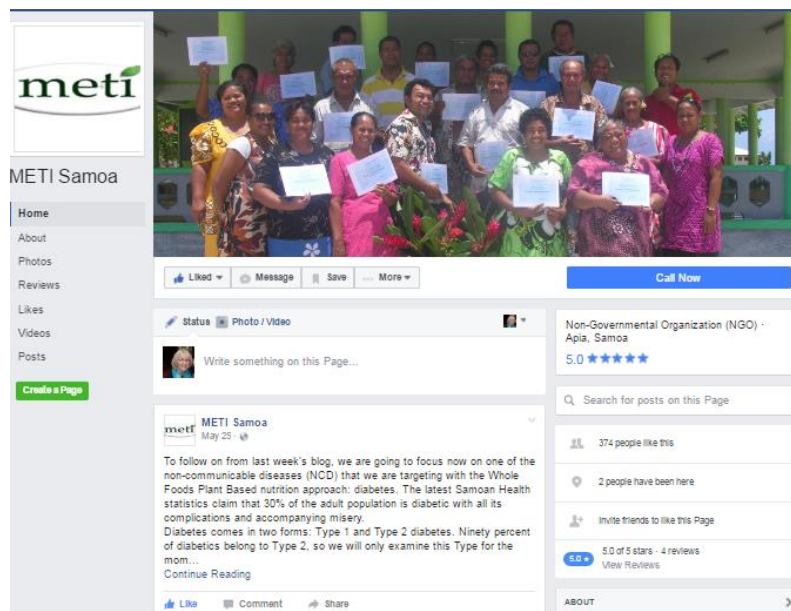 meti
METI Samoa
Home
About
Photos
Reviews
Likes
Videos
Posts
Create a Page
Liked
Message
Save
... More
Call Now
Status
Photo / Video
Write something on this Page...
METI Samoa
May 25 ·
To follow on from last week's blog, we are going to focus now on one of the
non-communicable diseases (NCD) that we are targeting with the Whole
Foods Plant Based nutrition approach: diabetes. The latest Samoan Health
statistics claim that 30% of the adult population is diabetic with all its
complications and accompanying misery.
Diabetes comes in two forms: Type 1 and Type 2 diabetes. Ninety percent
of diabetics belong to Type 2, so we will only examine this Type for the
mom...
Continue Reading
Like
Comment
Share
Non-Governmental Organization (NGO) ·
Apia, Samoa
5.0 ★★★★★
Search for posts on this Page
374 people like this
2 people have been here
Invite friends to like this Page
5.0 ★
5.0 of 5 stars · 4 reviews
View Reviews
ABOUT
meti